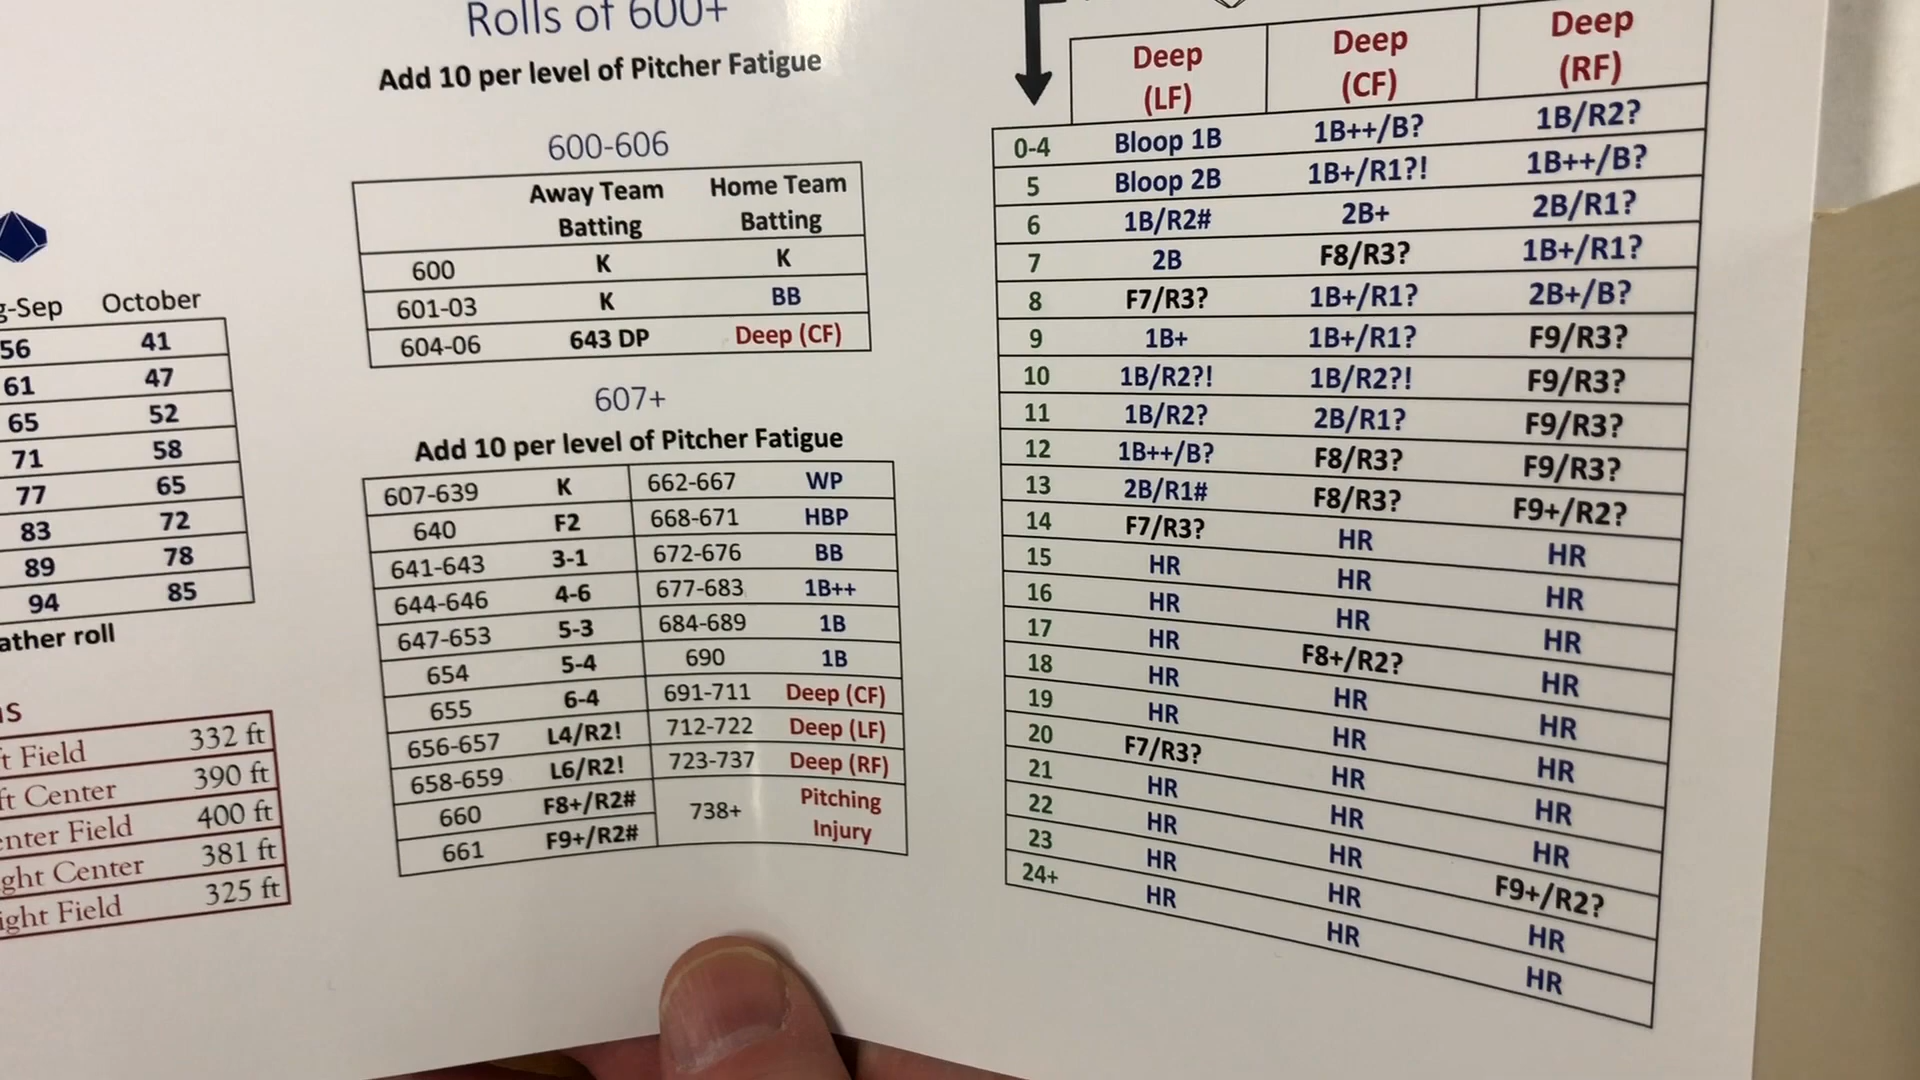 Rolls of 600+
Add 10 per level of Pitcher Fatigue
600-606
Away Team Batting Home Team Batting
600 K K
601-03 K BB
604-06 643 DP Deep (CF)
607+
Add 10 per level of Pitcher Fatigue
607-639 K 662-667 WP
640 F2 668-671 HBP
641-643 3-1 672-676 BB
644-646 4-6 677-683 1B++
647-653 5-3 684-689 1B
654 5-4 690 1B
655 6-4 691-711 Deep (CF)
656-657 L4/R2! 712-722 Deep (LF)
658-659 L6/R2! 723-737 Deep (RF)
660 F8+/R2# 738+ Pitching Injury
661 F9+/R2#
g-Sep October
56 41
61 47
65 52
71 58
77 65
83 72
89 78
94 85
ather roll
ns
t Field 332 ft
ft Center 390 ft
enter Field 400 ft
ght Center 381 ft
ight Field 325 ft
Deep (LF) Deep (CF) Deep (RF)
0-4 Bloop 1B 1B++/B? 1B/R2?
5 Bloop 2B 1B+/R1?! 1B++/B?
6 1B/R2# 2B+ 2B/R1?
7 2B F8/R3? 1B+/R1?
8 F7/R3? 1B+/R1? 2B+/B?
9 1B+ 1B+/R1? F9/R3?
10 1B/R2?! 1B/R2?! F9/R3?
11 1B/R2? 2B/R1? F9/R3?
12 1B++/B? F8/R3? F9/R3?
13 2B/R1# F8/R3? F9+/R2?
14 F7/R3? HR HR
15 HR HR HR
16 HR HR HR
17 HR F8+/R2? HR
18 HR HR HR
19 HR HR HR
20 F7/R3? HR HR
21 HR HR HR
22 HR HR F9+/R2?
23 HR HR HR
24+ HR HR HR